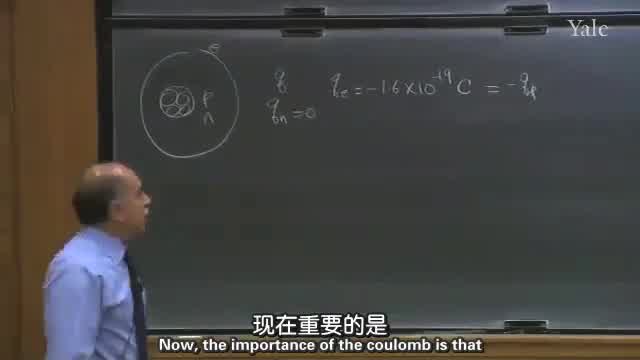 Yale
e
p
n
q
q_n = 0
q_e = -1.6 × 10^-19 C = -q_p
现在重要的是
Now, the importance of the coulomb is that